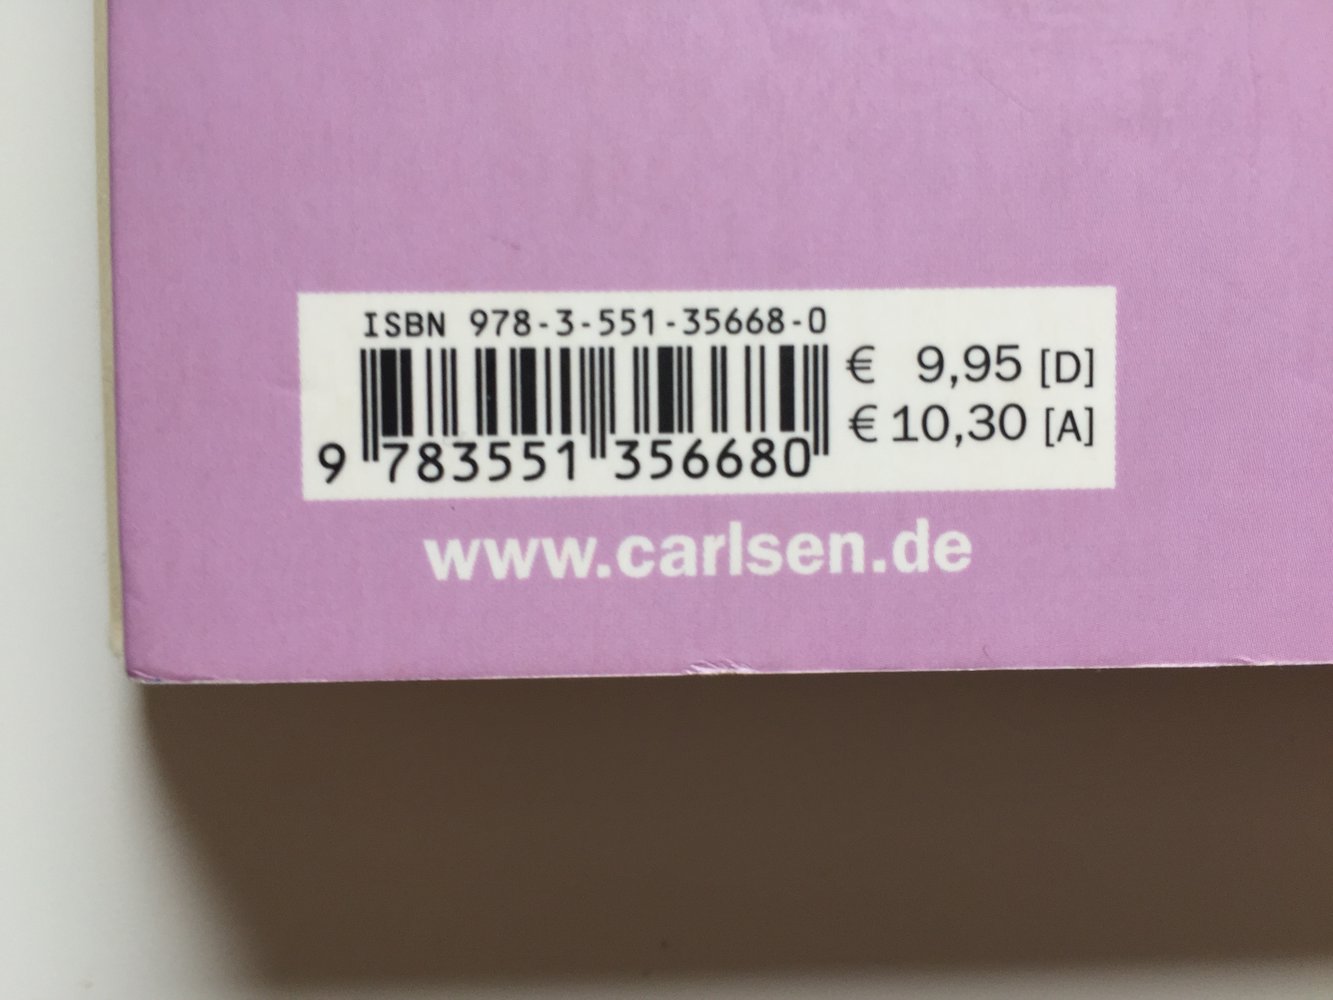 ISBN 978-3-551-35668-0
€ 9,95 [D]
€ 10,30 [A]
9 783551 356680
www.carlsen.de